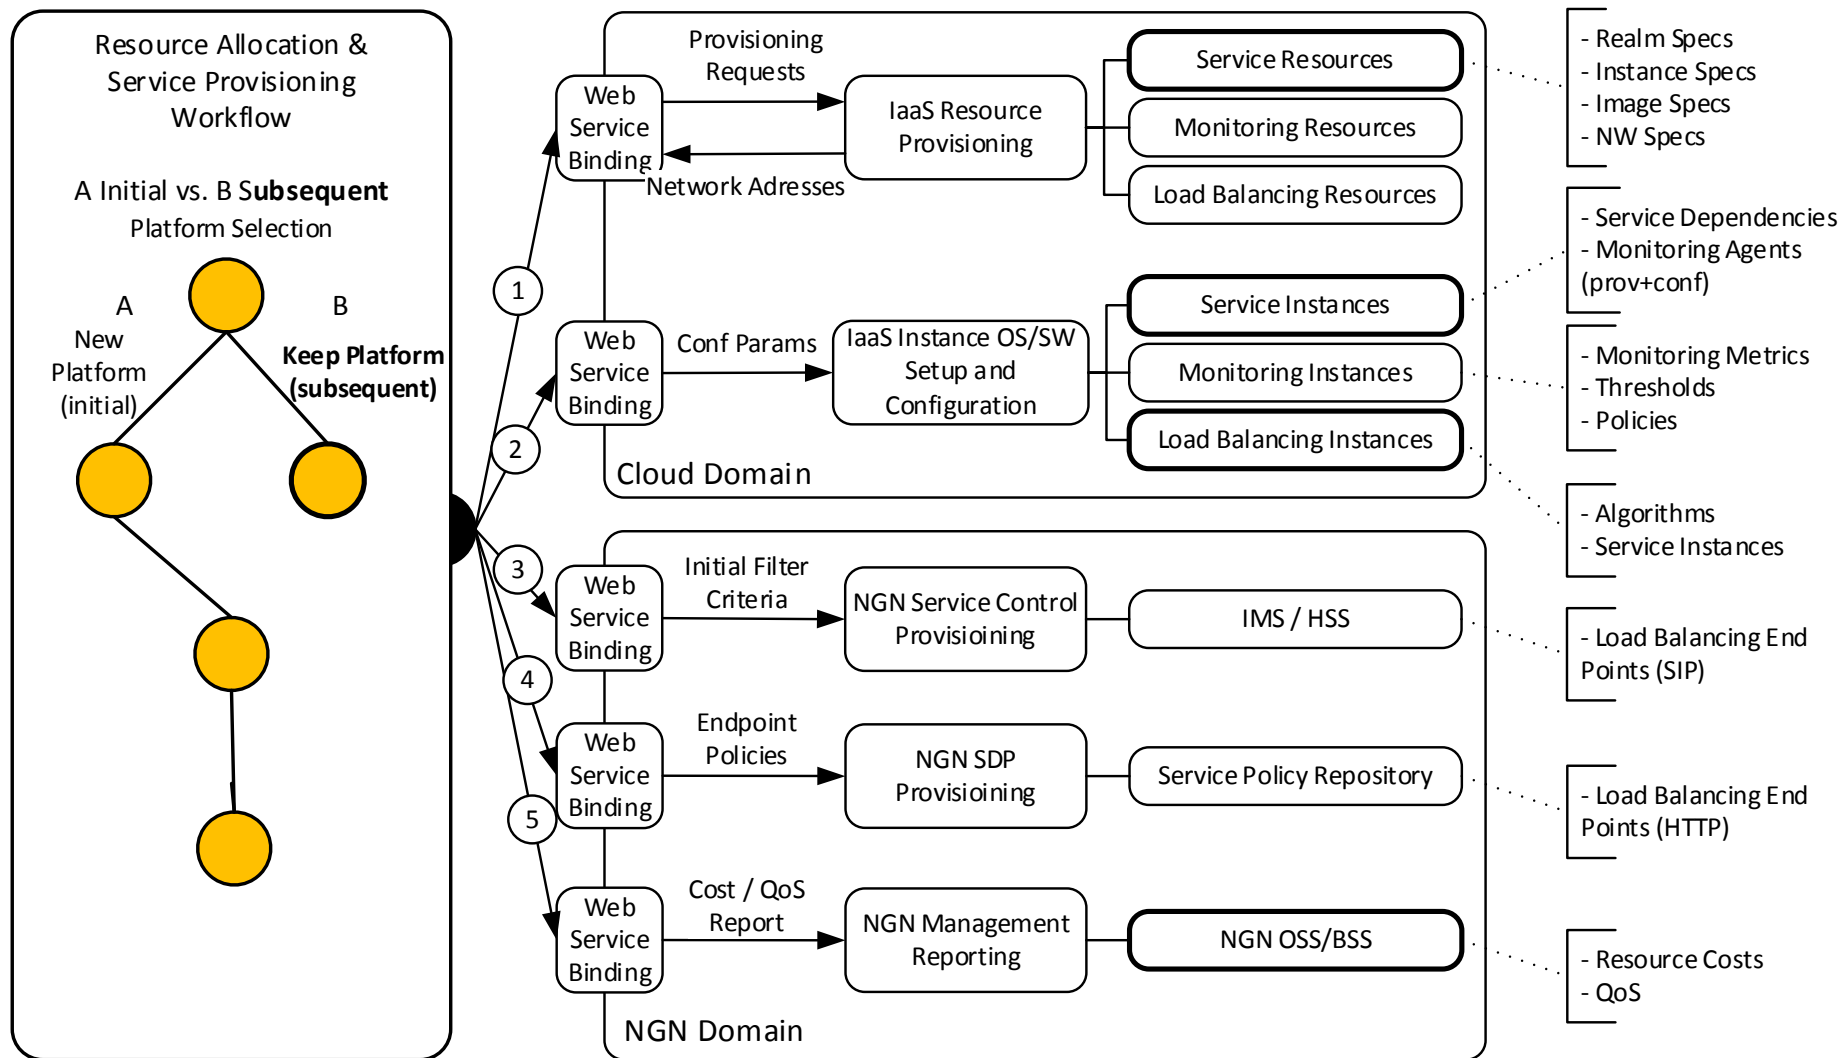 Resource Allocation &
Service Provisioning
Workflow
A Initial vs. B Subsequent
Platform Selection
A
B
New
Platform
(initial)
Keep Platform
(subsequent)
1
2
3
4
5
Web
Service
Binding
Provisioning
Requests
Network Adresses
IaaS Resource
Provisioning
Service Resources
Monitoring Resources
Load Balancing Resources
- Realm Specs
- Instance Specs
- Image Specs
- NW Specs
Web
Service
Binding
Conf Params
IaaS Instance OS/SW
Setup and
Configuration
Service Instances
Monitoring Instances
Load Balancing Instances
- Service Dependencies
- Monitoring Agents
(prov+conf)
- Monitoring Metrics
- Thresholds
- Policies
- Algorithms
- Service Instances
Cloud Domain
Web
Service
Binding
Initial Filter
Criteria
NGN Service Control
Provisioining
IMS / HSS
- Load Balancing End
Points (SIP)
Web
Service
Binding
Endpoint
Policies
NGN SDP
Provisioining
Service Policy Repository
- Load Balancing End
Points (HTTP)
Web
Service
Binding
Cost / QoS
Report
NGN Management
Reporting
NGN OSS/BSS
- Resource Costs
- QoS
NGN Domain